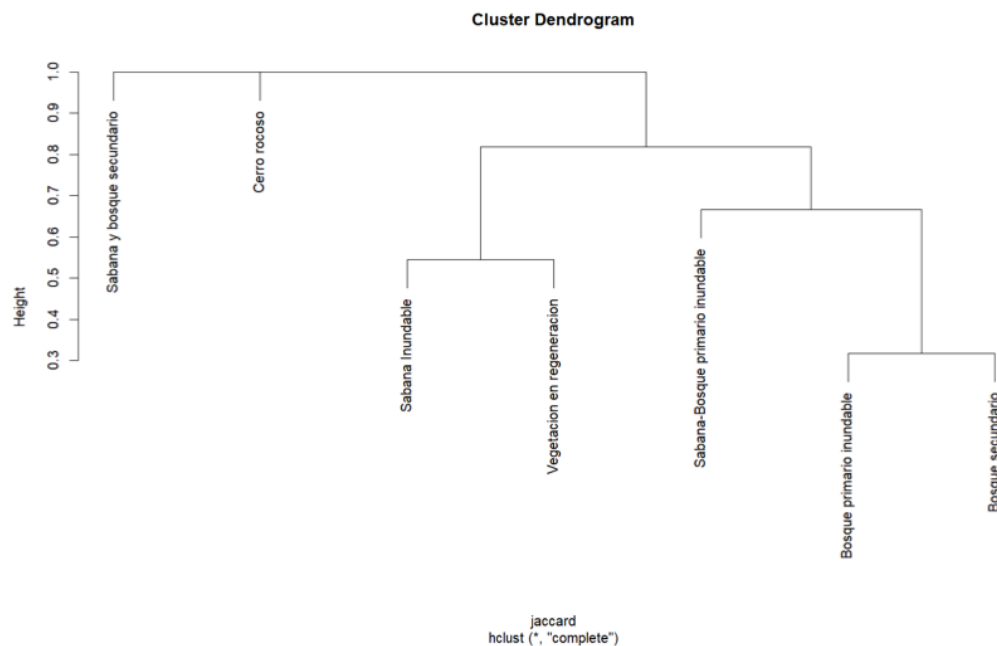 Cluster Dendrogram
Height
1.0
0.9
0.8
0.7
0.6
0.5
0.4
0.3
Sabana y bosque secundario
Cerro rocoso
Sabana Inundable
Vegetacion en regeneracion
Sabana-Bosque primario inundable
Bosque primario inundable
Bosque secundario
jaccard
hclust (*, "complete")